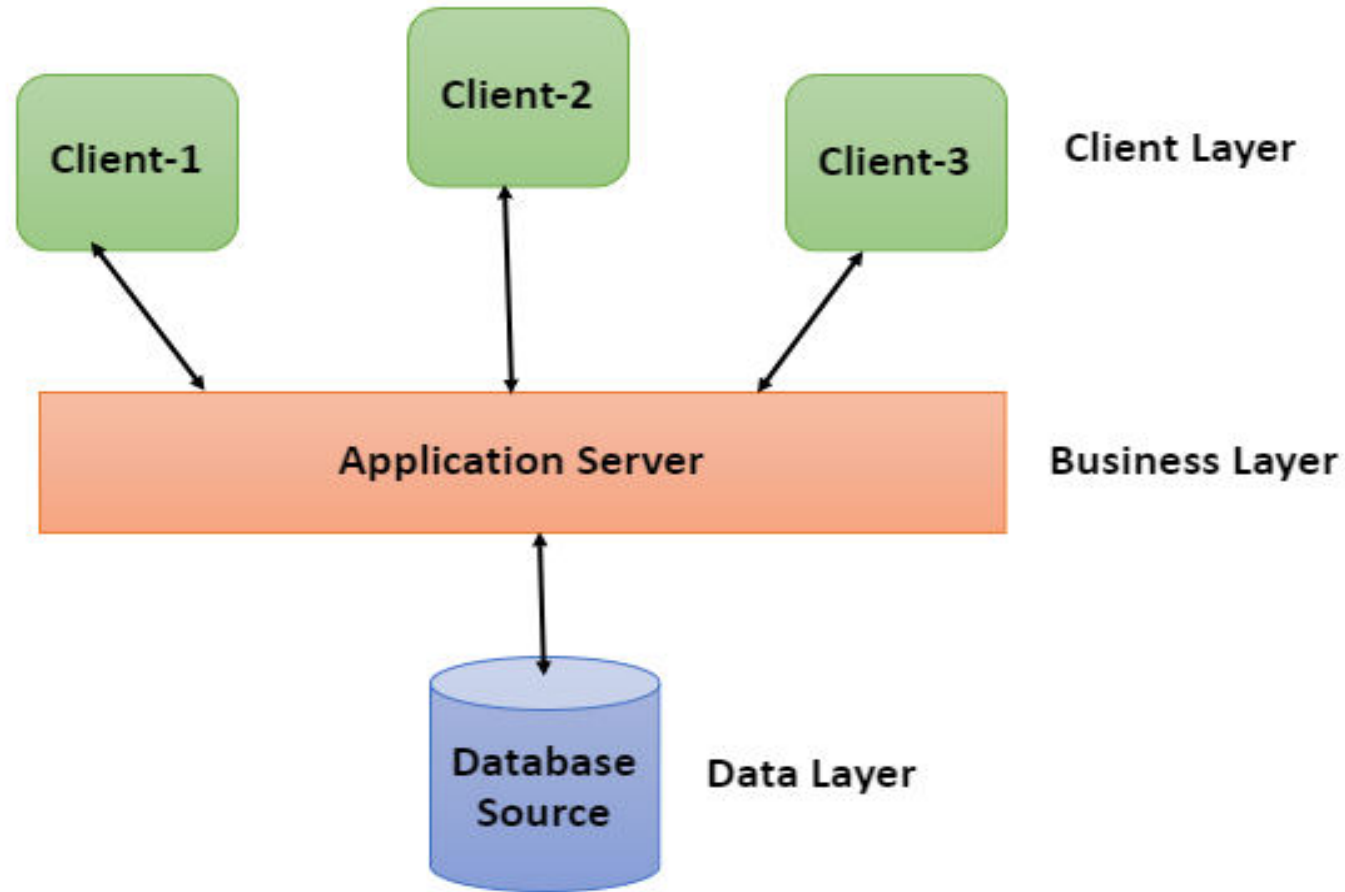 Client-2
Client-1
Client-3
Client Layer
Application Server
Business Layer
Database
Source
Data Layer